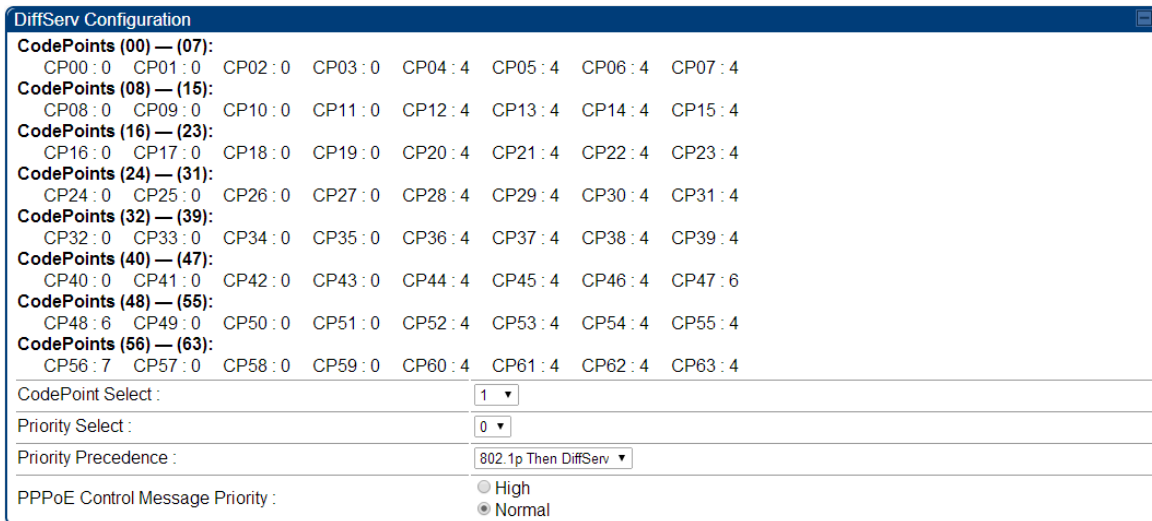 DiffServ Configuration
CodePoints (00) — (07):
CP00 : 0 CP01 : 0 CP02 : 0 CP03 : 0 CP04 : 4 CP05 : 4 CP06 : 4 CP07 : 4
CodePoints (08) — (15):
CP08 : 0 CP09 : 0 CP10 : 0 CP11 : 0 CP12 : 4 CP13 : 4 CP14 : 4 CP15 : 4
CodePoints (16) — (23):
CP16 : 0 CP17 : 0 CP18 : 0 CP19 : 0 CP20 : 4 CP21 : 4 CP22 : 4 CP23 : 4
CodePoints (24) — (31):
CP24 : 0 CP25 : 0 CP26 : 0 CP27 : 0 CP28 : 4 CP29 : 4 CP30 : 4 CP31 : 4
CodePoints (32) — (39):
CP32 : 0 CP33 : 0 CP34 : 0 CP35 : 0 CP36 : 4 CP37 : 4 CP38 : 4 CP39 : 4
CodePoints (40) — (47):
CP40 : 0 CP41 : 0 CP42 : 0 CP43 : 0 CP44 : 4 CP45 : 4 CP46 : 4 CP47 : 6
CodePoints (48) — (55):
CP48 : 6 CP49 : 0 CP50 : 0 CP51 : 0 CP52 : 4 CP53 : 4 CP54 : 4 CP55 : 4
CodePoints (56) — (63):
CP56 : 7 CP57 : 0 CP58 : 0 CP59 : 0 CP60 : 4 CP61 : 4 CP62 : 4 CP63 : 4
CodePoint Select : 1
Priority Select : 0
Priority Precedence : 802.1p Then DiffServ
PPPoE Control Message Priority : High
Normal